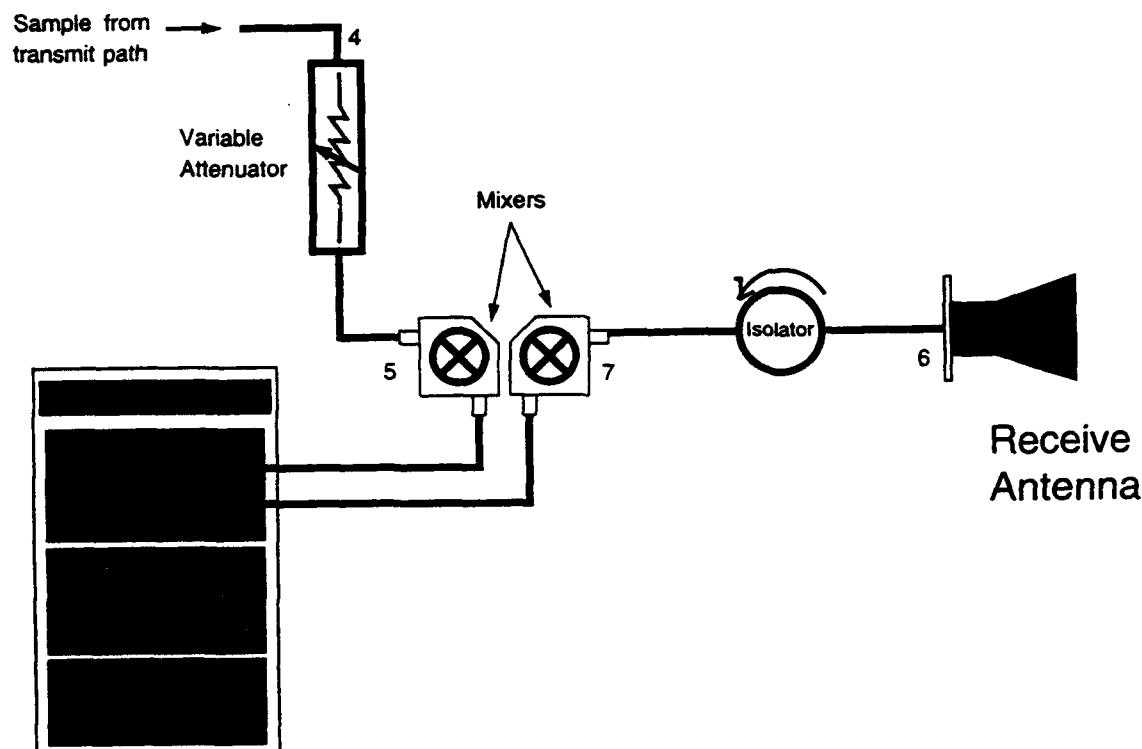 Sample from
transmit path
4
Variable
Attenuator
Mixers
Isolator
5
7
6
Receive
Antenna